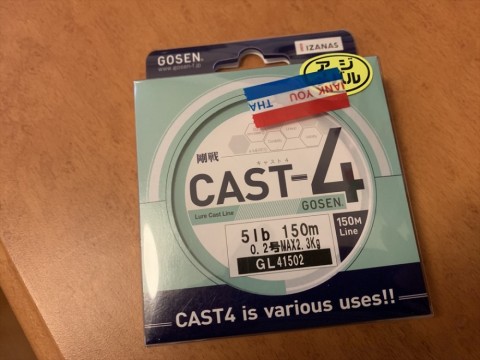 GOSEN®
www.gosen-f.jp
IZANAS
アジ
THANK YOU
THA
剛戦
キャスト4
CAST-4
GOSEN
Lure Cast Line
150M
Line
5lb 150m
0.2号MAX2.3Kg
GL41502
CAST4 is various uses!!